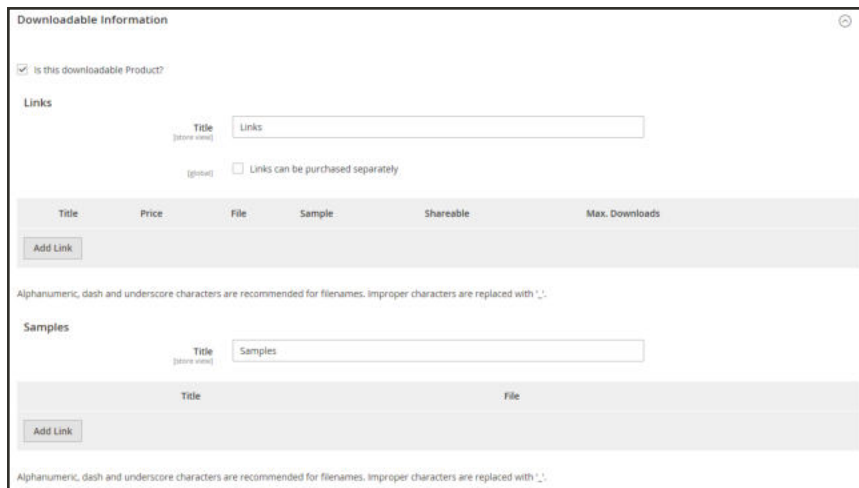 Downloadable Information
Is this downloadable Product?
Links
Title
[store view]
Links
[global]
Links can be purchased separately
Title Price File Sample Shareable Max. Downloads
Add Link
Alphanumeric, dash and underscore characters are recommended for filenames. Improper characters are replaced with '_'.
Samples
Title
[store view]
Samples
Title File
Add Link
Alphanumeric, dash and underscore characters are recommended for filenames. Improper characters are replaced with '_'.